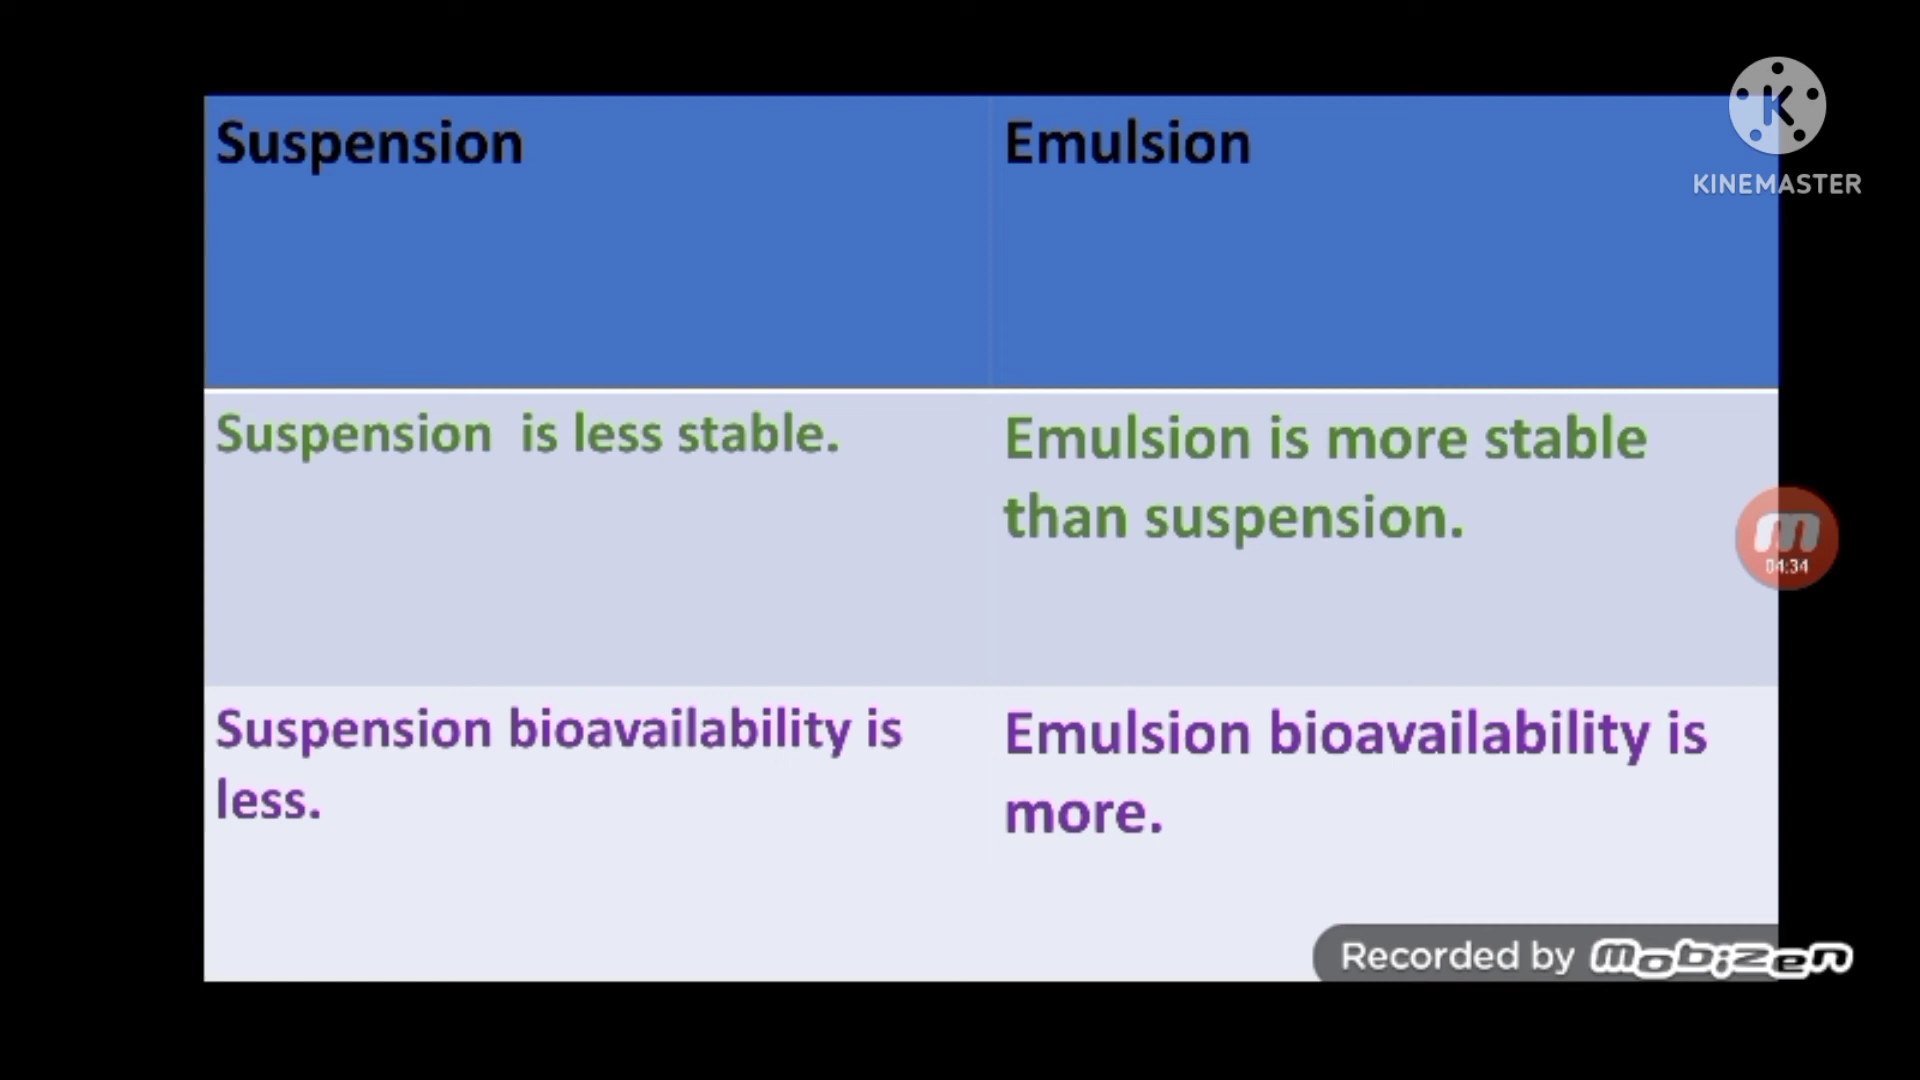 Suspension
Emulsion
KINEMASTER
Suspension is less stable.
Emulsion is more stable
than suspension.
04:34
Suspension bioavailability is
less.
Emulsion bioavailability is
more.
Recorded by mobizen